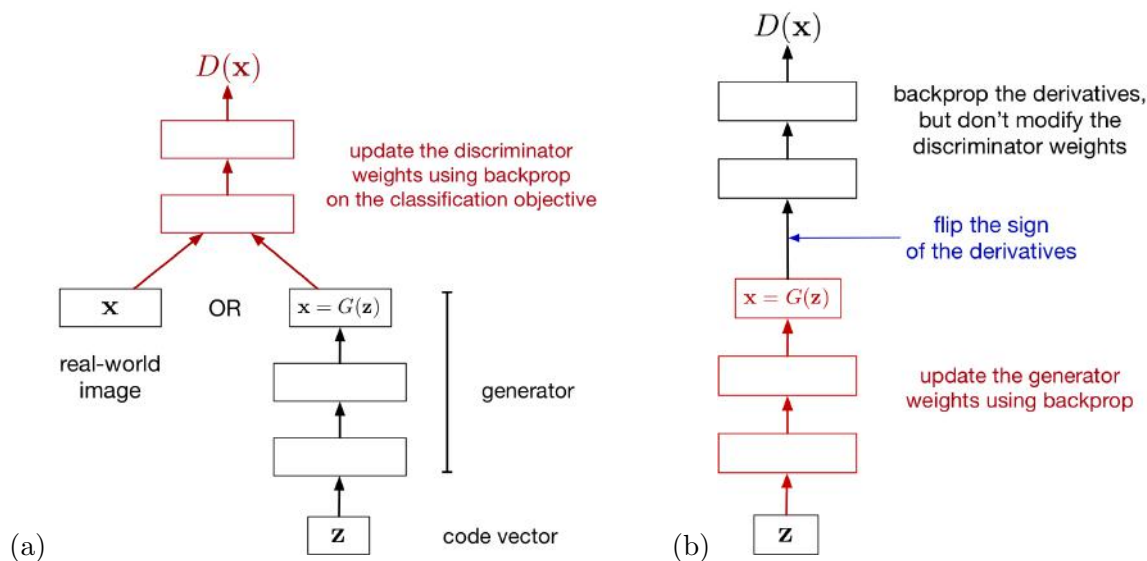 D(x)
update the discriminator
weights using backprop
on the classification objective
x
OR
x = G(z)
real-world
image
generator
z
code vector
(a)
D(x)
backprop the derivatives,
but don't modify the
discriminator weights
flip the sign
of the derivatives
x = G(z)
update the generator
weights using backprop
z
(b)